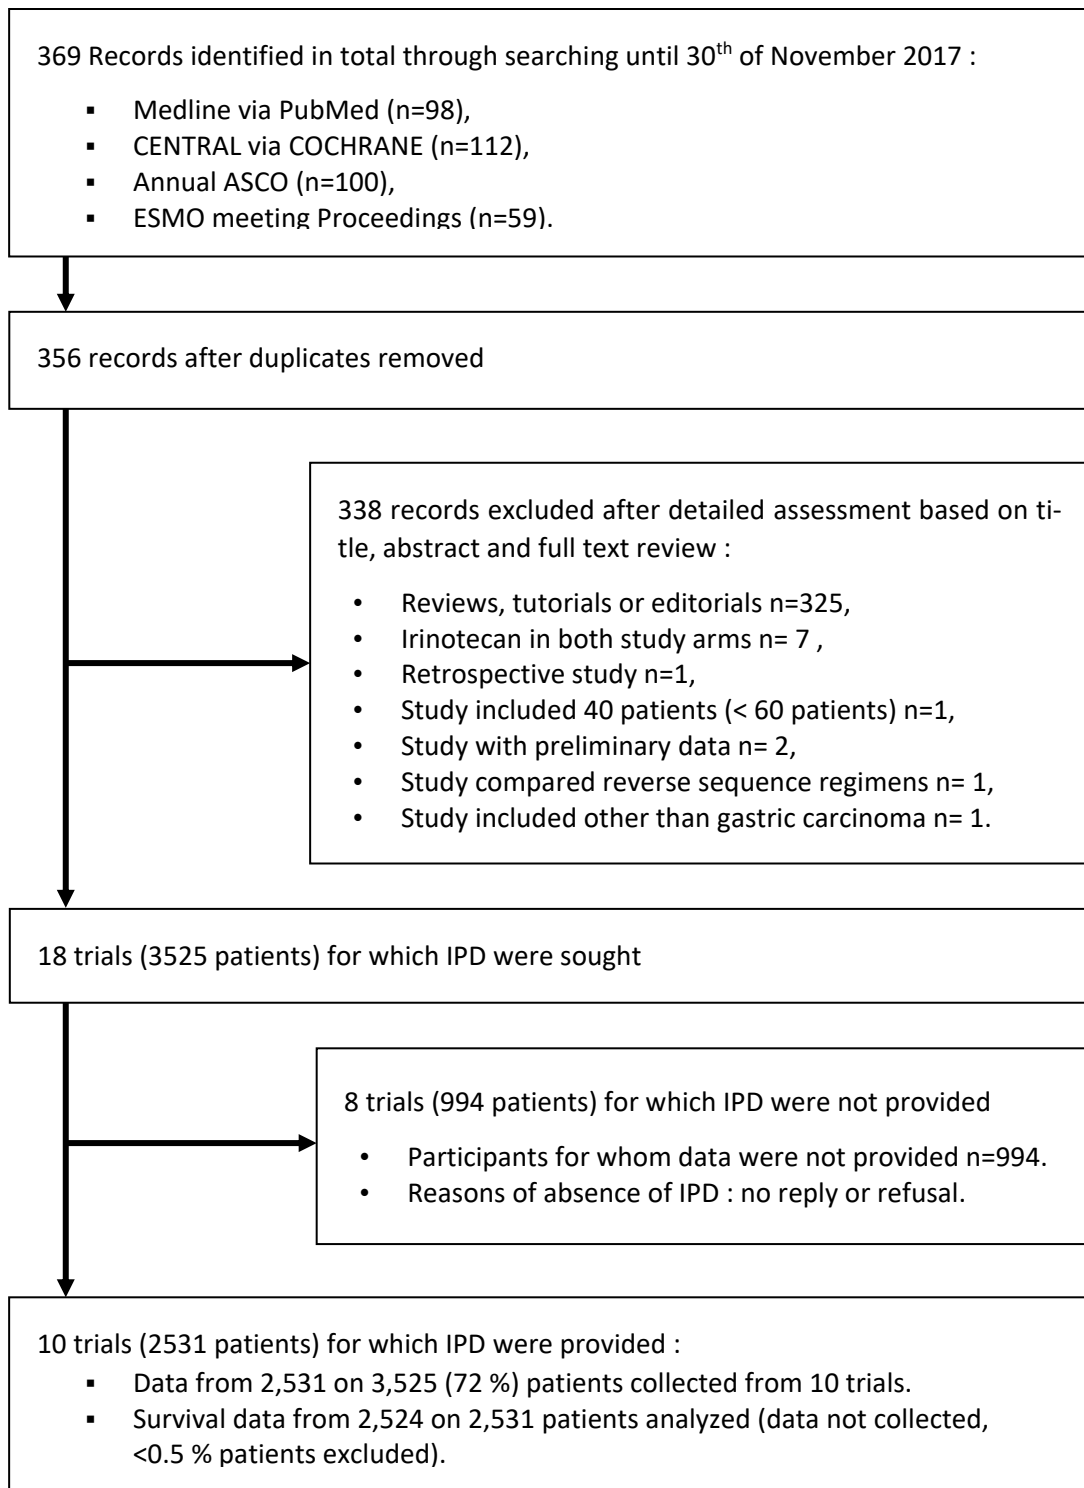 369 Records identified in total through searching until 30th of November 2017 :
▪ Medline via PubMed (n=98),
▪ CENTRAL via COCHRANE (n=112),
▪ Annual ASCO (n=100),
▪ ESMO meeting Proceedings (n=59).
356 records after duplicates removed
338 records excluded after detailed assessment based on ti-
tle, abstract and full text review :
• Reviews, tutorials or editorials n=325,
• Irinotecan in both study arms n= 7 ,
• Retrospective study n=1,
• Study included 40 patients (< 60 patients) n=1,
• Study with preliminary data n= 2,
• Study compared reverse sequence regimens n= 1,
• Study included other than gastric carcinoma n= 1.
18 trials (3525 patients) for which IPD were sought
8 trials (994 patients) for which IPD were not provided
• Participants for whom data were not provided n=994.
• Reasons of absence of IPD : no reply or refusal.
10 trials (2531 patients) for which IPD were provided :
▪ Data from 2,531 on 3,525 (72 %) patients collected from 10 trials.
▪ Survival data from 2,524 on 2,531 patients analyzed (data not collected,
<0.5 % patients excluded).